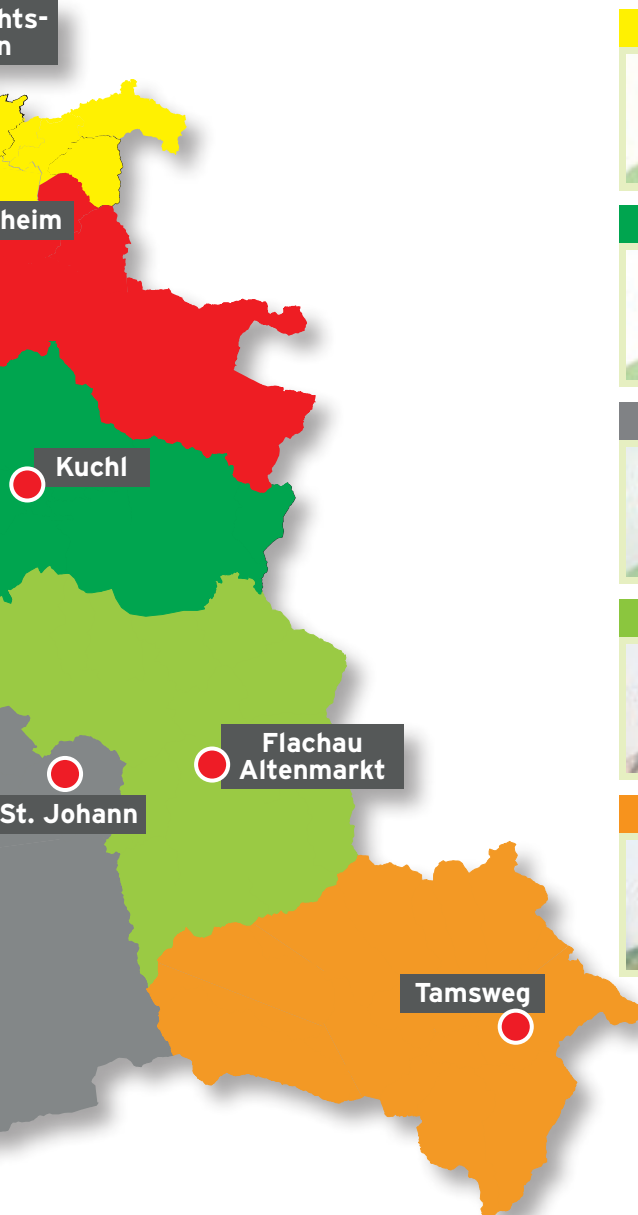 hts-
n
heim
Kuchl
Flachau
Altenmarkt
St. Johann
Tamsweg